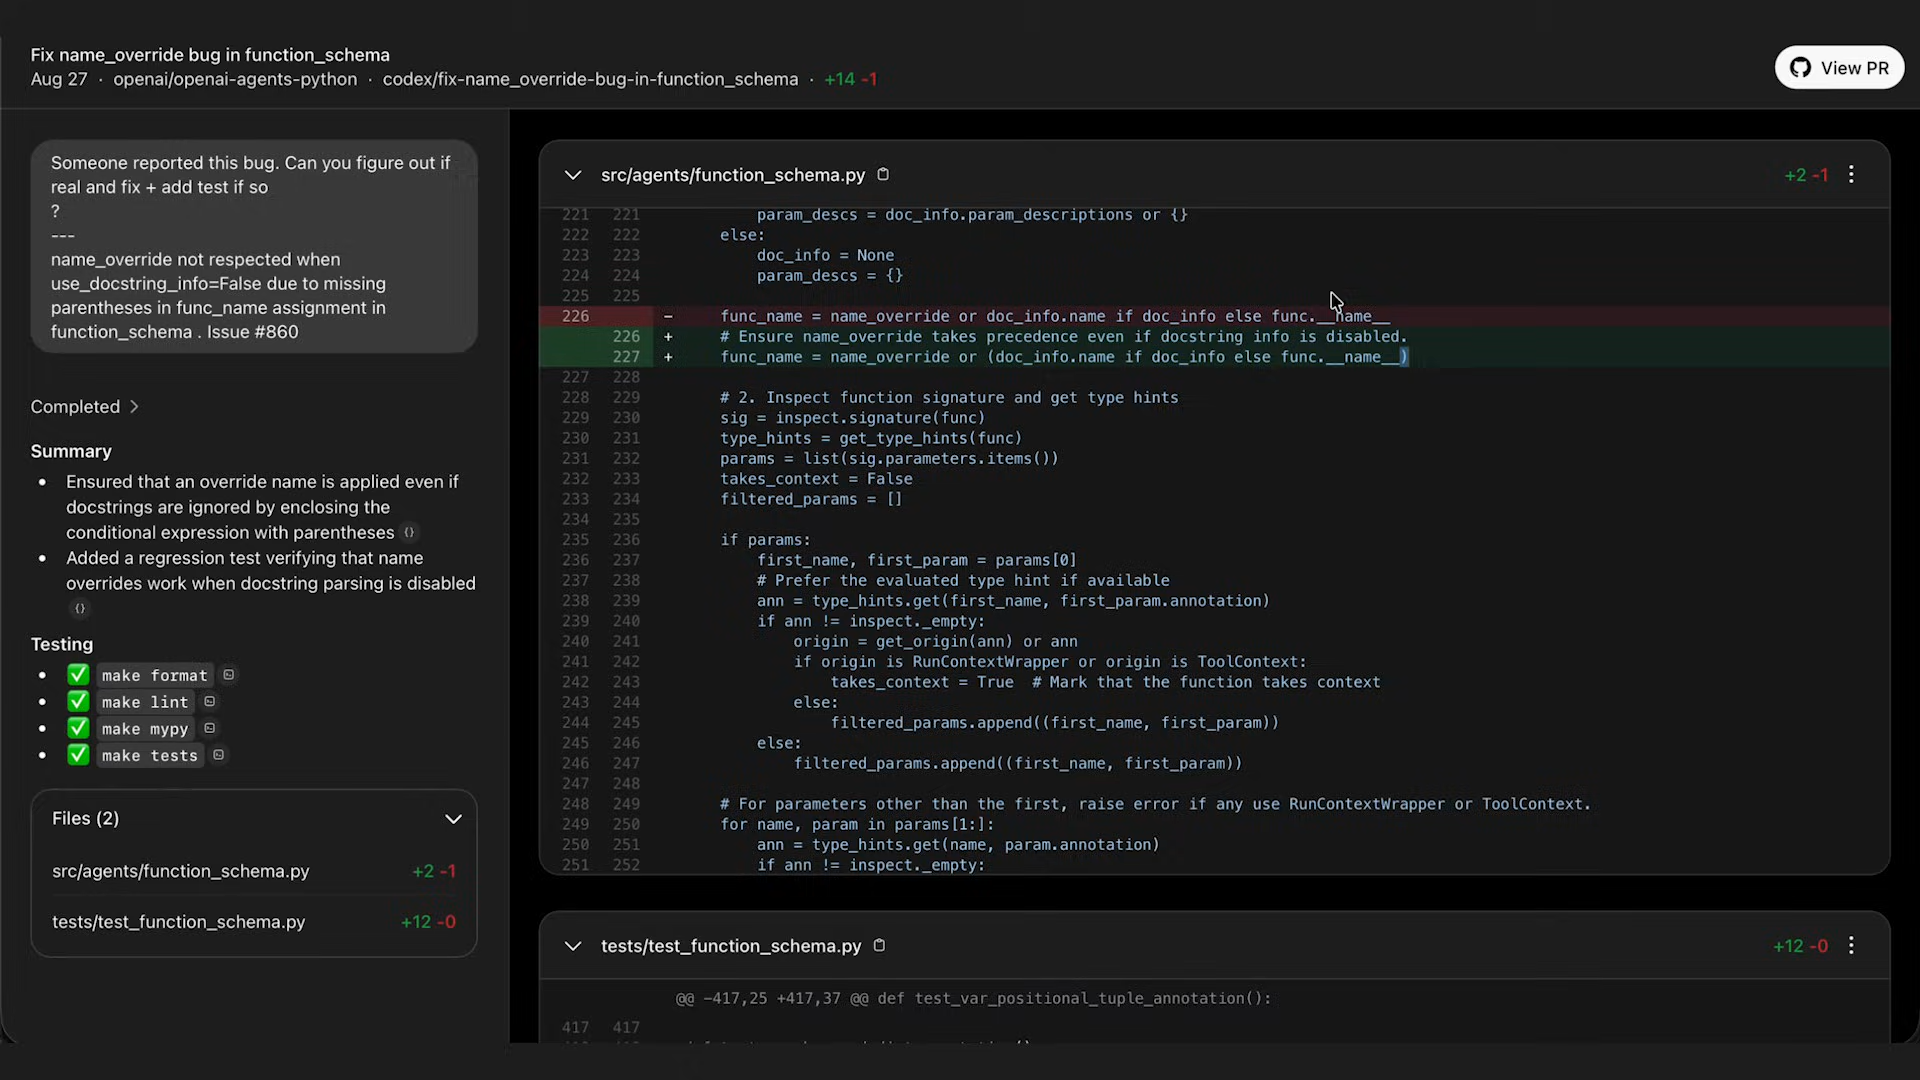 Fix name_override bug in function_schema
Aug 27 · openai/openai-agents-python · codex/fix-name_override-bug-in-function_schema · +14 -1
View PR
Someone reported this bug. Can you figure out if
real and fix + add test if so
?
---
name_override not respected when
use_docstring_info=False due to missing
parentheses in func_name assignment in
function_schema . Issue #860
Completed
Summary
• Ensured that an override name is applied even if
docstrings are ignored by enclosing the
conditional expression with parentheses
• Added a regression test verifying that name
overrides work when docstring parsing is disabled
Testing
• ✅ make format
• ✅ make lint
• ✅ make mypy
• ✅ make tests
Files (2)
src/agents/function_schema.py +2 -1
tests/test_function_schema.py +12 -0
src/agents/function_schema.py +2 -1
221 221 param_descs = doc_info.param_descriptions or {}
222 222 else:
223 223 doc_info = None
224 224 param_descs = {}
225 225
226 - func_name = name_override or doc_info.name if doc_info else func.__name__
226 + # Ensure name_override takes precedence even if docstring info is disabled.
227 + func_name = name_override or (doc_info.name if doc_info else func.__name__)
227 228
228 229 # 2. Inspect function signature and get type hints
229 230 sig = inspect.signature(func)
230 231 type_hints = get_type_hints(func)
231 232 params = list(sig.parameters.items())
232 233 takes_context = False
233 234 filtered_params = []
234 235
235 236 if params:
236 237 first_name, first_param = params[0]
237 238 # Prefer the evaluated type hint if available
238 239 ann = type_hints.get(first_name, first_param.annotation)
239 240 if ann != inspect._empty:
240 241 origin = get_origin(ann) or ann
241 242 if origin is RunContextWrapper or origin is ToolContext:
242 243 takes_context = True # Mark that the function takes context
243 244 else:
244 245 filtered_params.append((first_name, first_param))
245 246 else:
246 247 filtered_params.append((first_name, first_param))
247 248
248 249 # For parameters other than the first, raise error if any use RunContextWrapper or ToolContext.
249 250 for name, param in params[1:]:
250 251 ann = type_hints.get(name, param.annotation)
251 252 if ann != inspect._empty:
tests/test_function_schema.py +12 -0
@@ -417,25 +417,37 @@ def test_var_positional_tuple_annotation():
417 417